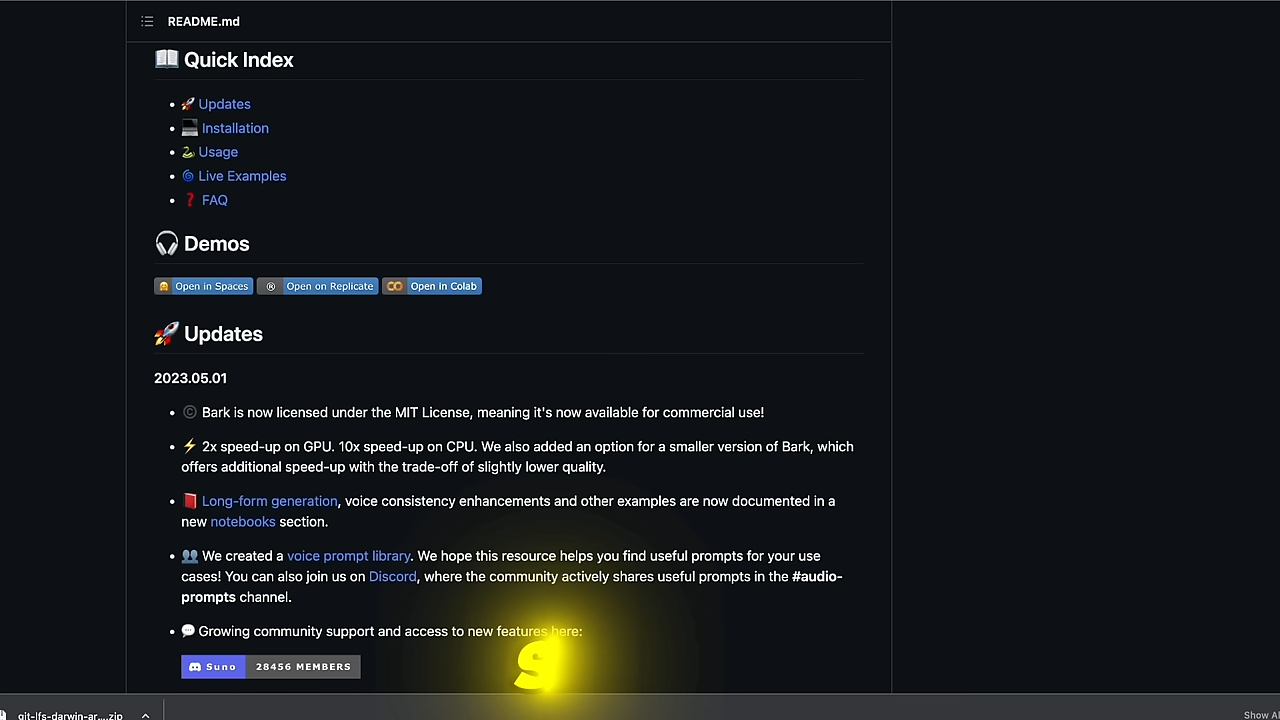 README.md
Quick Index
Updates
Installation
Usage
Live Examples
FAQ
Demos
Open in Spaces
Open on Replicate
Open in Colab
Updates
2023.05.01
© Bark is now licensed under the MIT License, meaning it's now available for commercial use!
⚡ 2x speed-up on GPU. 10x speed-up on CPU. We also added an option for a smaller version of Bark, which
offers additional speed-up with the trade-off of slightly lower quality.
Long-form generation, voice consistency enhancements and other examples are now documented in a
new notebooks section.
We created a voice prompt library. We hope this resource helps you find useful prompts for your use
cases! You can also join us on Discord, where the community actively shares useful prompts in the #audio-
prompts channel.
Growing community support and access to new features here:
Suno 28456 MEMBERS
S
git-lfs-darwin-ar....zip
Show Al